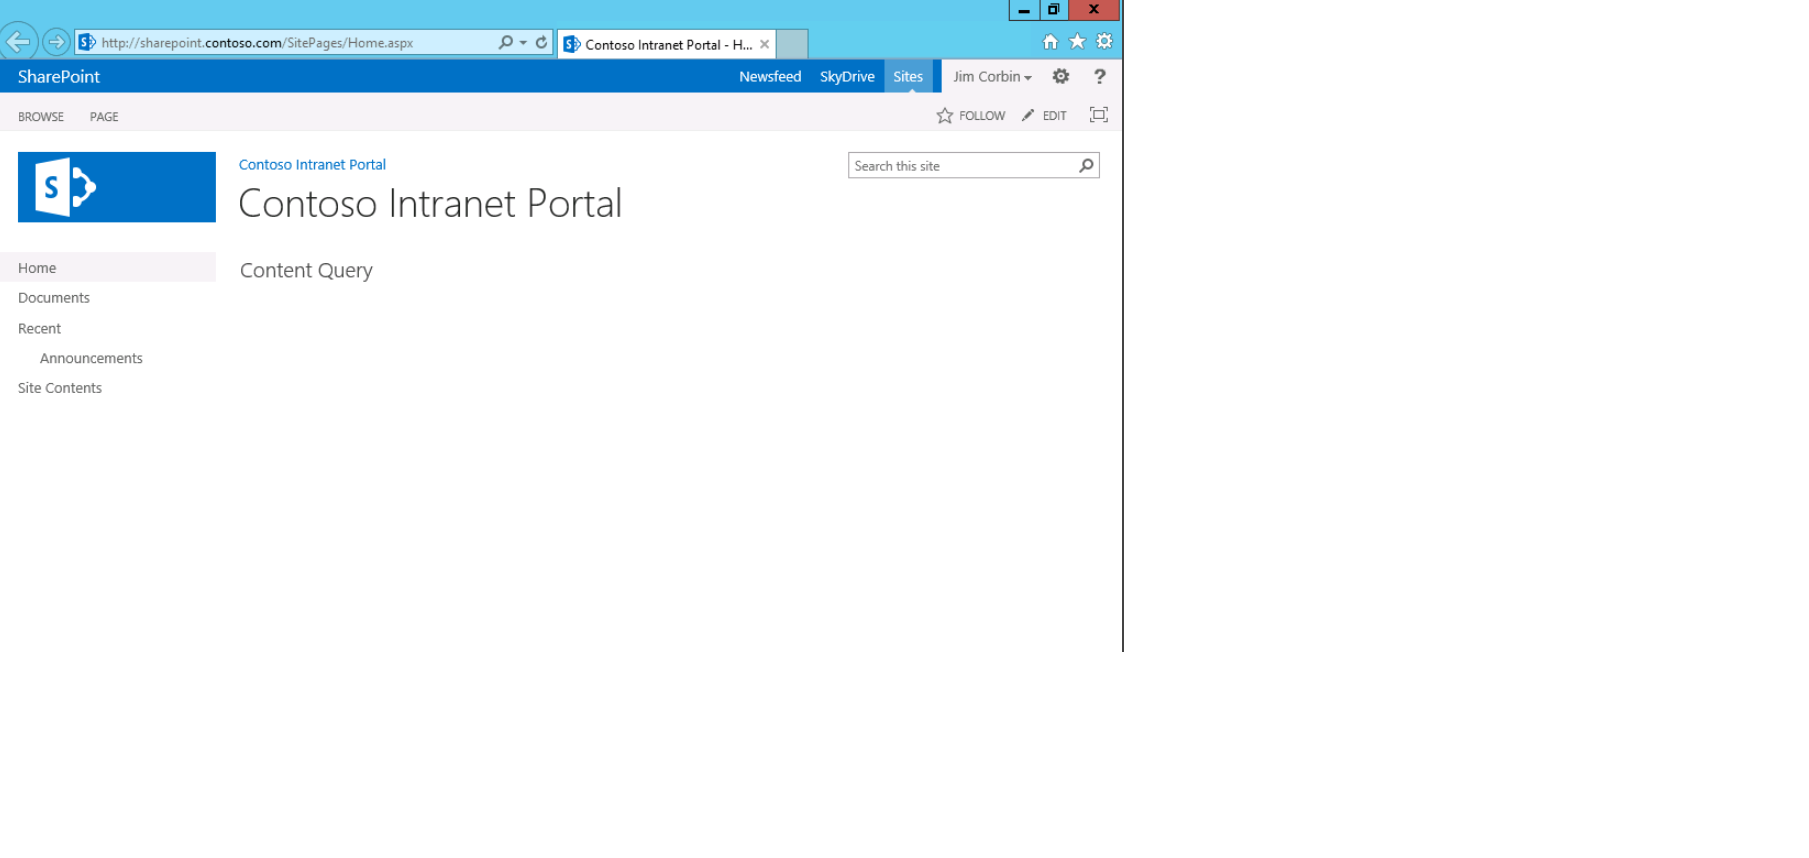 http://sharepoint.contoso.com/SitePages/Home.aspx
Contoso Intranet Portal - H...
SharePoint
Newsfeed SkyDrive Sites Jim Corbin ?
BROWSE PAGE
FOLLOW EDIT
S
Contoso Intranet Portal
Search this site
Contoso Intranet Portal
Home
Content Query
Documents
Recent
Announcements
Site Contents